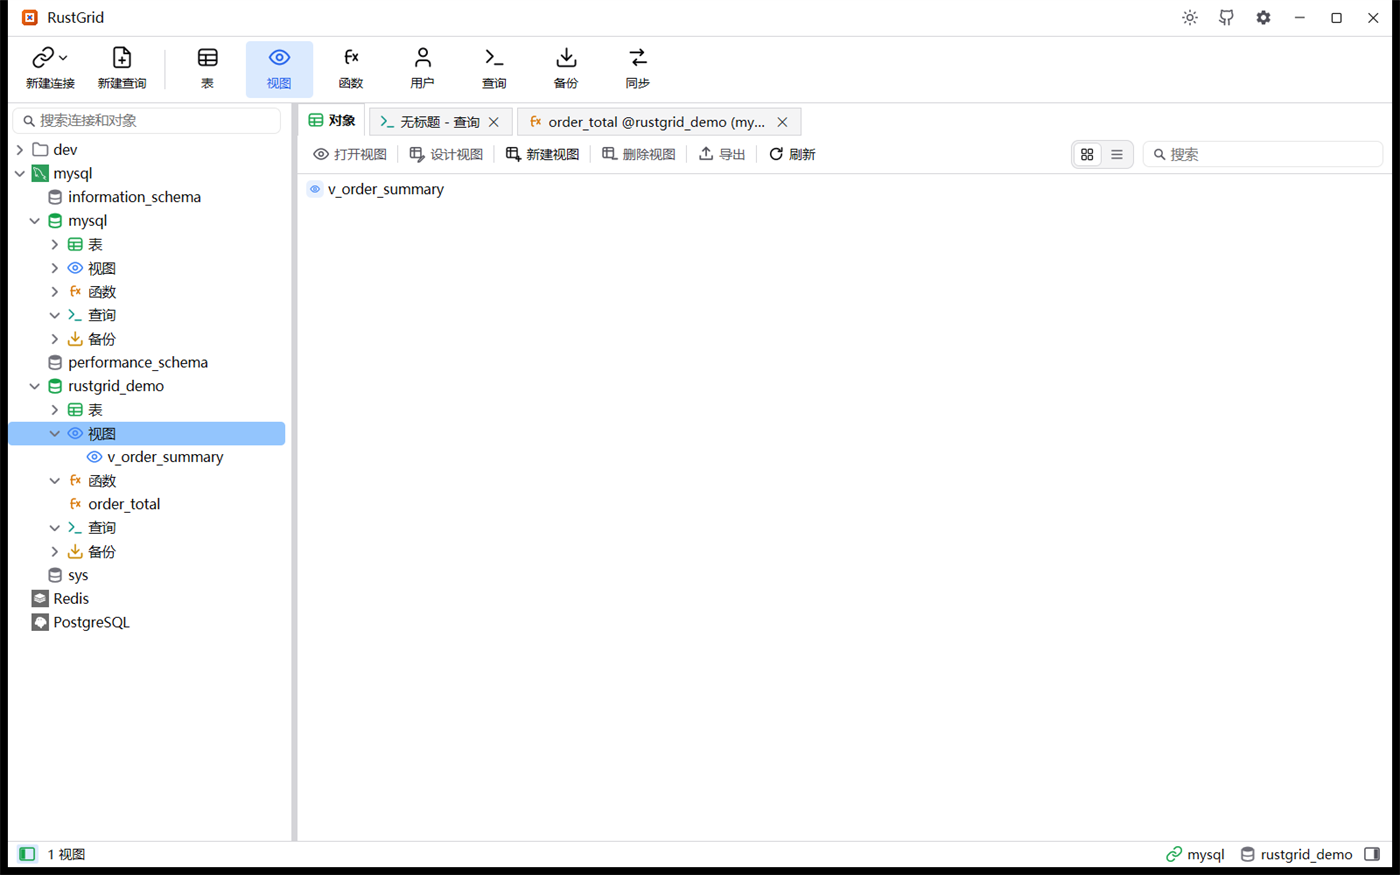 RustGrid
新建连接 新建查询 表 视图 函数 用户 查询 备份 同步
搜索连接和对象
dev
mysql
information_schema
mysql
表
视图
函数
查询
备份
performance_schema
rustgrid_demo
表
视图
v_order_summary
函数
order_total
查询
备份
sys
Redis
PostgreSQL
对象 无标题 - 查询 order_total @rustgrid_demo (my...
打开视图 设计视图 新建视图 删除视图 导出 刷新 搜索
v_order_summary
1 视图 mysql rustgrid_demo